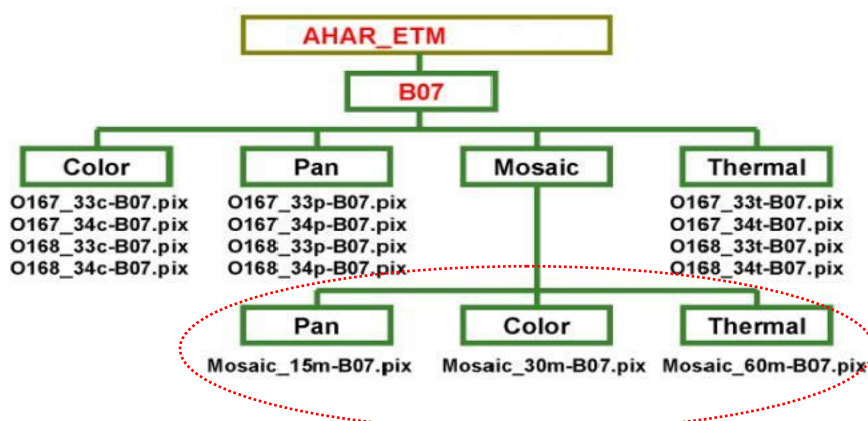 AHAR_ETM
B07
Color
O167_33c-B07.pix
O167_34c-B07.pix
O168_33c-B07.pix
O168_34c-B07.pix
Pan
O167_33p-B07.pix
O167_34p-B07.pix
O168_33p-B07.pix
O168_34p-B07.pix
Mosaic
Thermal
O167_33t-B07.pix
O167_34t-B07.pix
O168_33t-B07.pix
O168_34t-B07.pix
Pan
Mosaic_15m-B07.pix
Color
Mosaic_30m-B07.pix
Thermal
Mosaic_60m-B07.pix